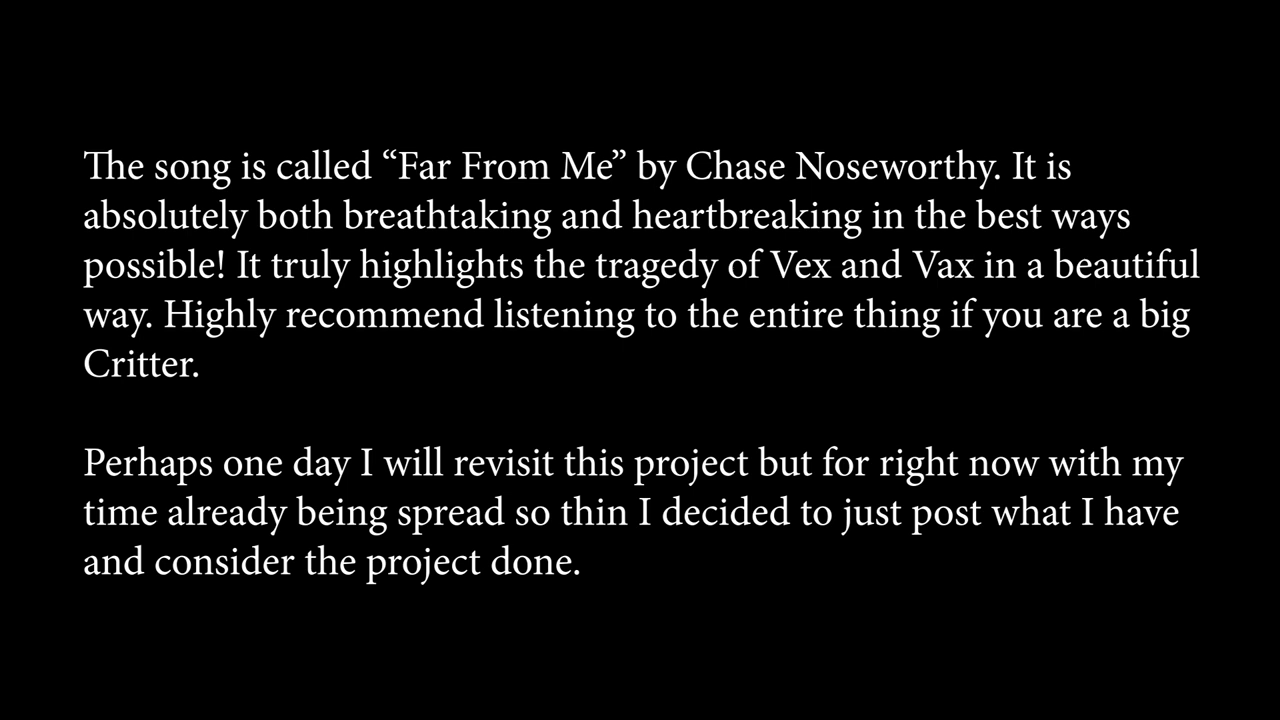 The song is called “Far From Me” by Chase Noseworthy. It is
absolutely both breathtaking and heartbreaking in the best ways
possible! It truly highlights the tragedy of Vex and Vax in a beautiful
way. Highly recommend listening to the entire thing if you are a big
Critter.
Perhaps one day I will revisit this project but for right now with my
time already being spread so thin I decided to just post what I have
and consider the project done.